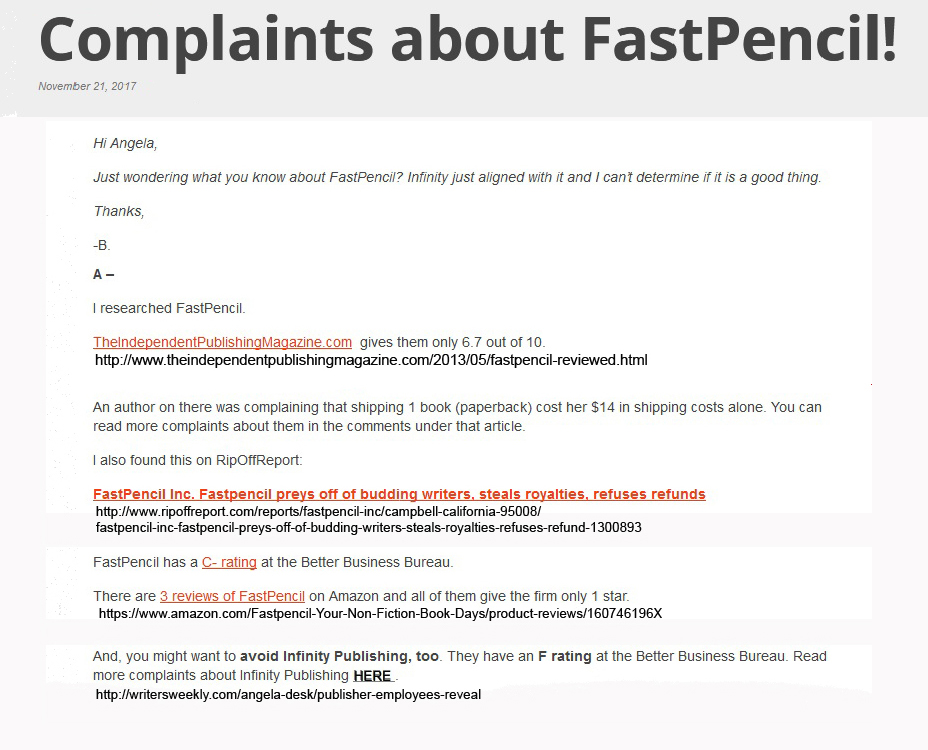 Complaints about FastPencil!
November 21, 2017
Hi Angela,
Just wondering what you know about FastPencil? Infinity just aligned with it and I can't determine if it is a good thing.
Thanks,
-B.
A –
I researched FastPencil.
TheIndependentPublishingMagazine.com gives them only 6.7 out of 10.
http://www.theindependentpublishingmagazine.com/2013/05/fastpencil-reviewed.html
An author on there was complaining that shipping 1 book (paperback) cost her $14 in shipping costs alone. You can
read more complaints about them in the comments under that article.
I also found this on RipOffReport:
FastPencil Inc. Fastpencil preys off of budding writers, steals royalties, refuses refunds
http://www.ripoffreport.com/reports/fastpencil-inc/campbell-california-95008/
fastpencil-inc-fastpencil-preys-off-of-budding-writers-steals-royalties-refuses-refund-1300893
FastPencil has a C- rating at the Better Business Bureau.
There are 3 reviews of FastPencil on Amazon and all of them give the firm only 1 star.
https://www.amazon.com/Fastpencil-Your-Non-Fiction-Book-Days/product-reviews/160746196X
And, you might want to avoid Infinity Publishing, too. They have an F rating at the Better Business Bureau. Read
more complaints about Infinity Publishing HERE .
http://writersweekly.com/angela-desk/publisher-employees-reveal